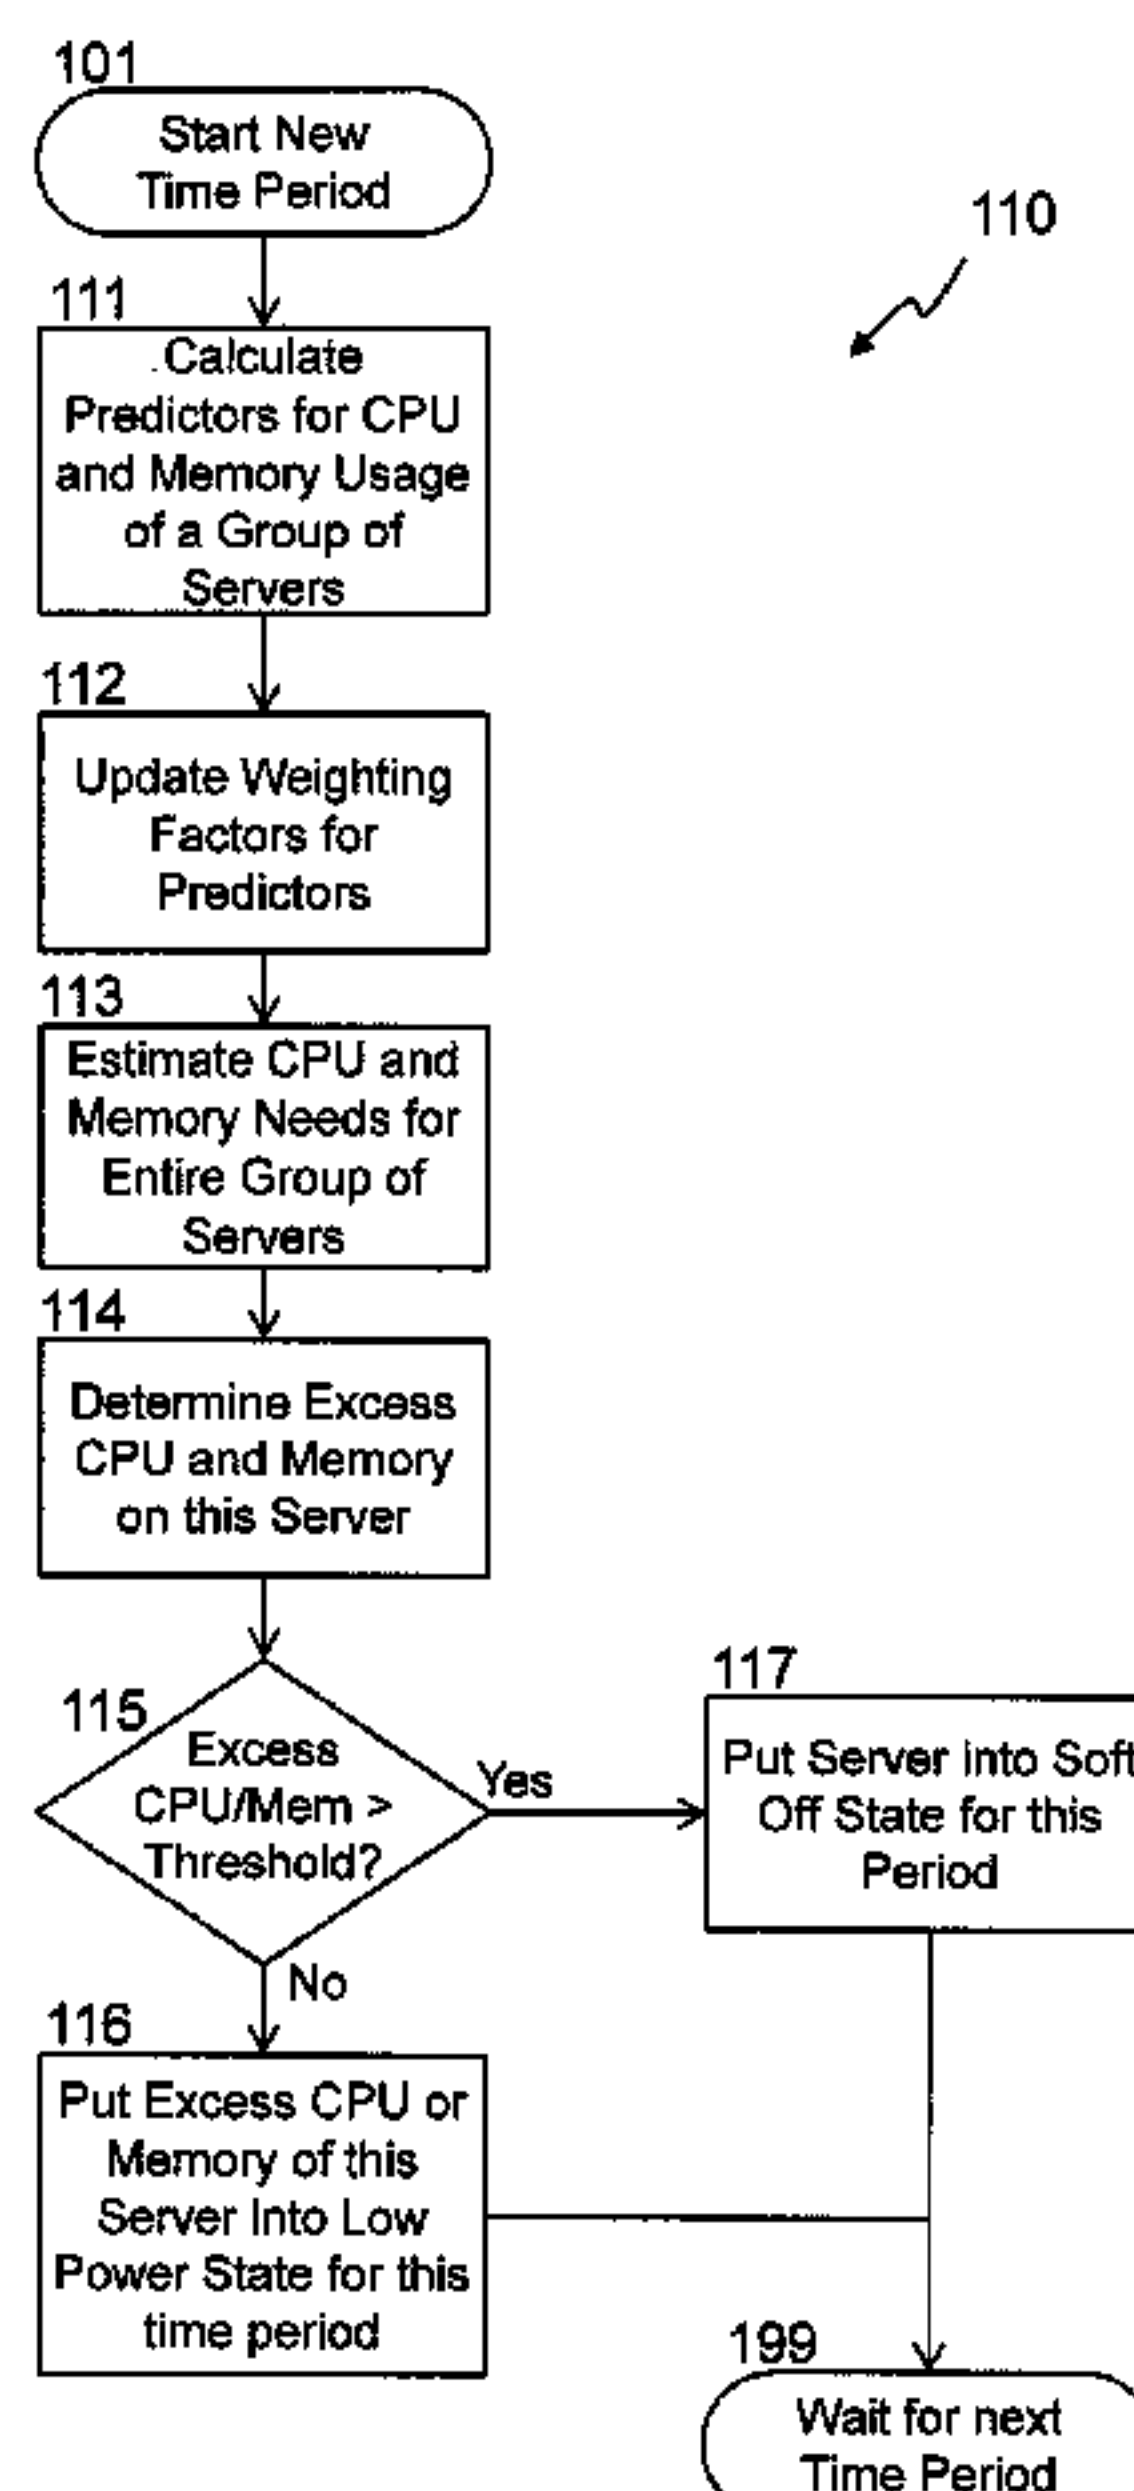 101
Start New
Time Period
110
111
Calculate
Predictors for CPU
and Memory Usage
of a Group of
Servers
112
Update Weighting
Factors for
Predictors
113
Estimate CPU and
Memory Needs for
Entire Group of
Servers
114
Determine Excess
CPU and Memory
on this Server
115
Excess
CPU/Mem >
Threshold?
Yes
117
Put Server Into Soft
Off State for this
Period
No
116
Put Excess CPU or
Memory of this
Server Into Low
Power State for this
time period
199
Wait for next
Time Period